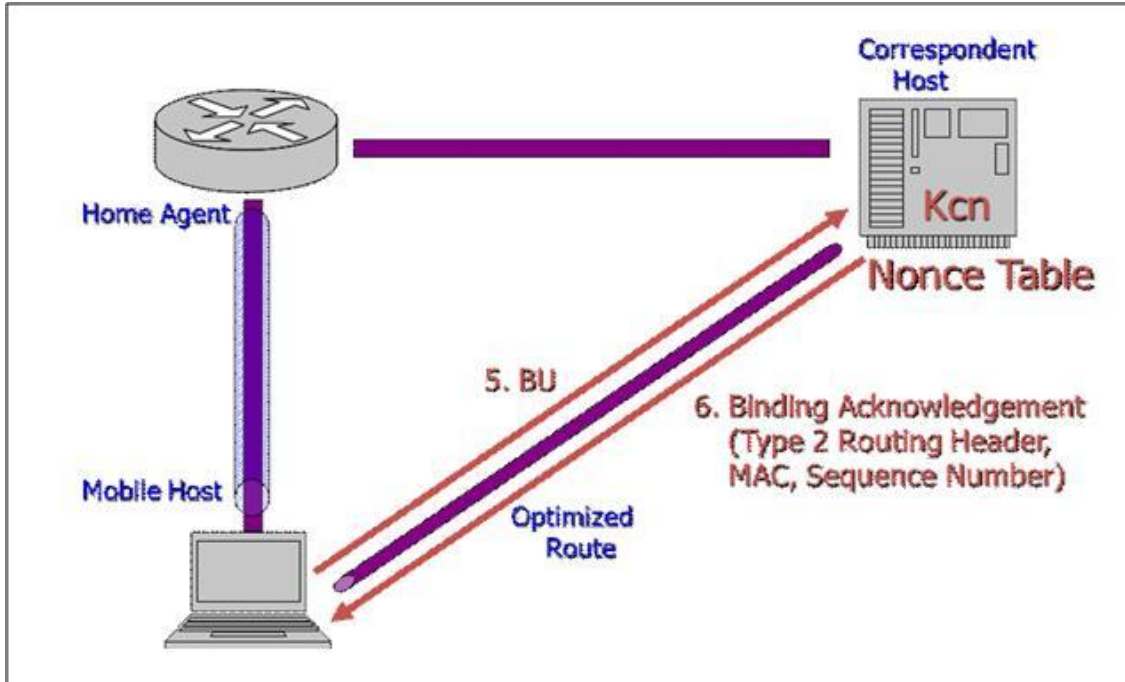 Correspondent
Host
Home Agent
Kcn
Nonce Table
5. BU
6. Binding Acknowledgement
(Type 2 Routing Header,
MAC, Sequence Number)
Mobile Host
Optimized
Route